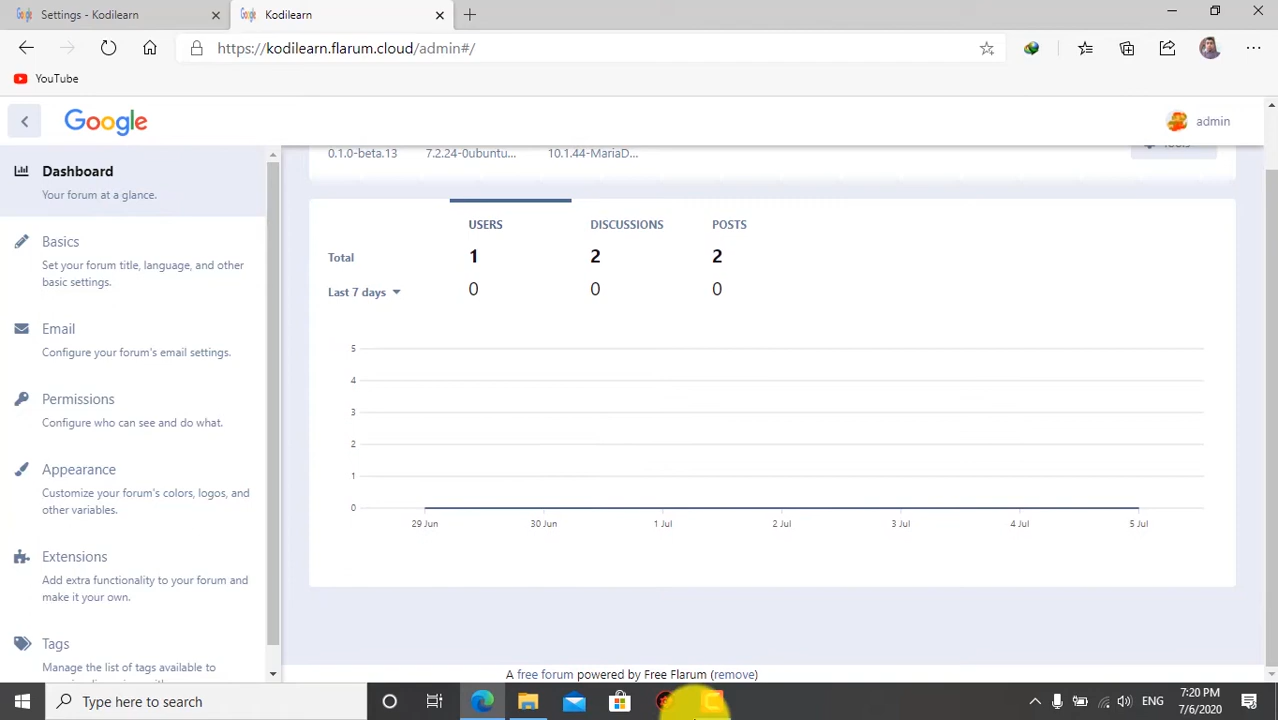 Settings - Kodilearn
Kodilearn
https://kodilearn.flarum.cloud/admin#/
YouTube
Google
admin
Dashboard
Your forum at a glance.
Basics
Set your forum title, language, and other
basic settings.
Email
Configure your forum's email settings.
Permissions
Configure who can see and do what.
Appearance
Customize your forum's colors, logos, and
other variables.
Extensions
Add extra functionality to your forum and
make it your own.
Tags
Manage the list of tags available to
0.1.0-beta.13 7.2.24-0ubuntu... 10.1.44-MariaD...
Tools
USERS DISCUSSIONS POSTS
Total 1 2 2
Last 7 days 0 0 0
5
4
3
2
1
0
29 Jun 30 Jun 1 Jul 2 Jul 3 Jul 4 Jul 5 Jul
A free forum powered by Free Flarum (remove)
Type here to search
ENG
7:20 PM
7/6/2020